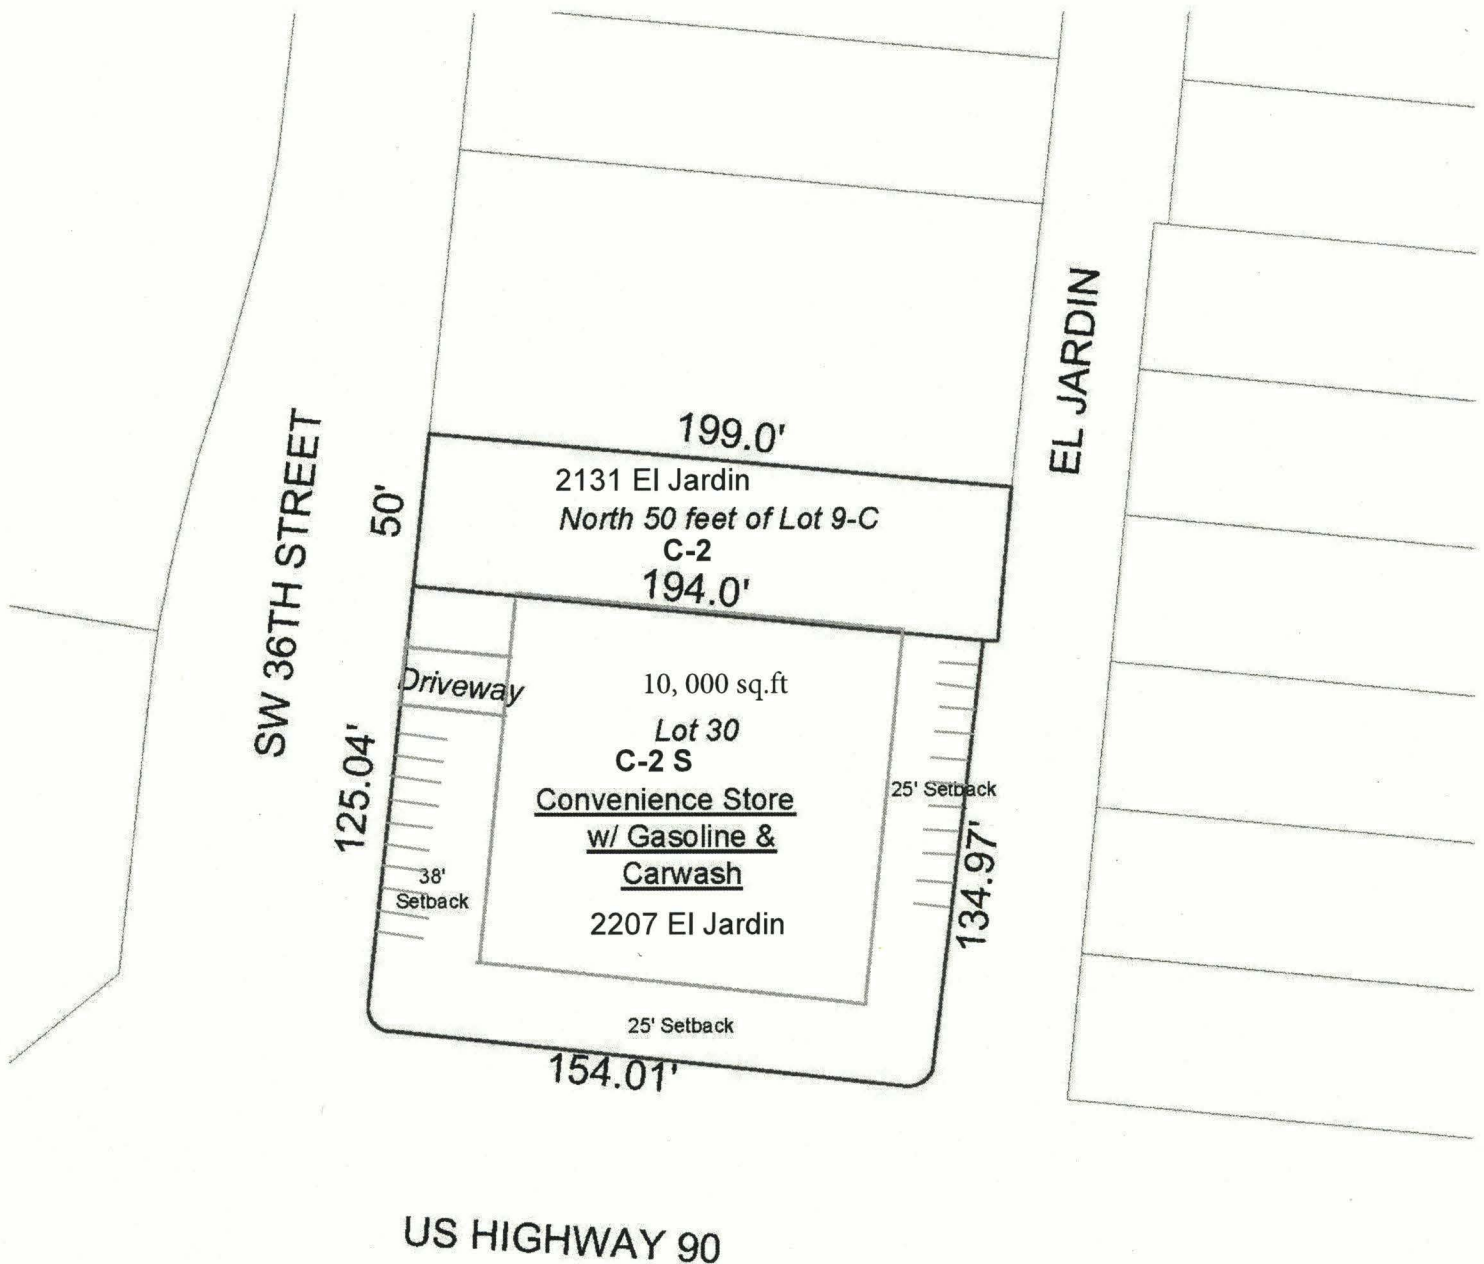 199.0'
2131 El Jardin
North 50 feet of Lot 9-C
C-2
194.0'
50'
SW 36TH STREET
EL JARDIN
Driveway
10, 000 sq.ft
Lot 30
C-2 S
Convenience Store
w/ Gasoline &
Carwash
2207 El Jardin
125.04'
38'
Setback
25' Setback
134.97'
25' Setback
154.01'
US HIGHWAY 90